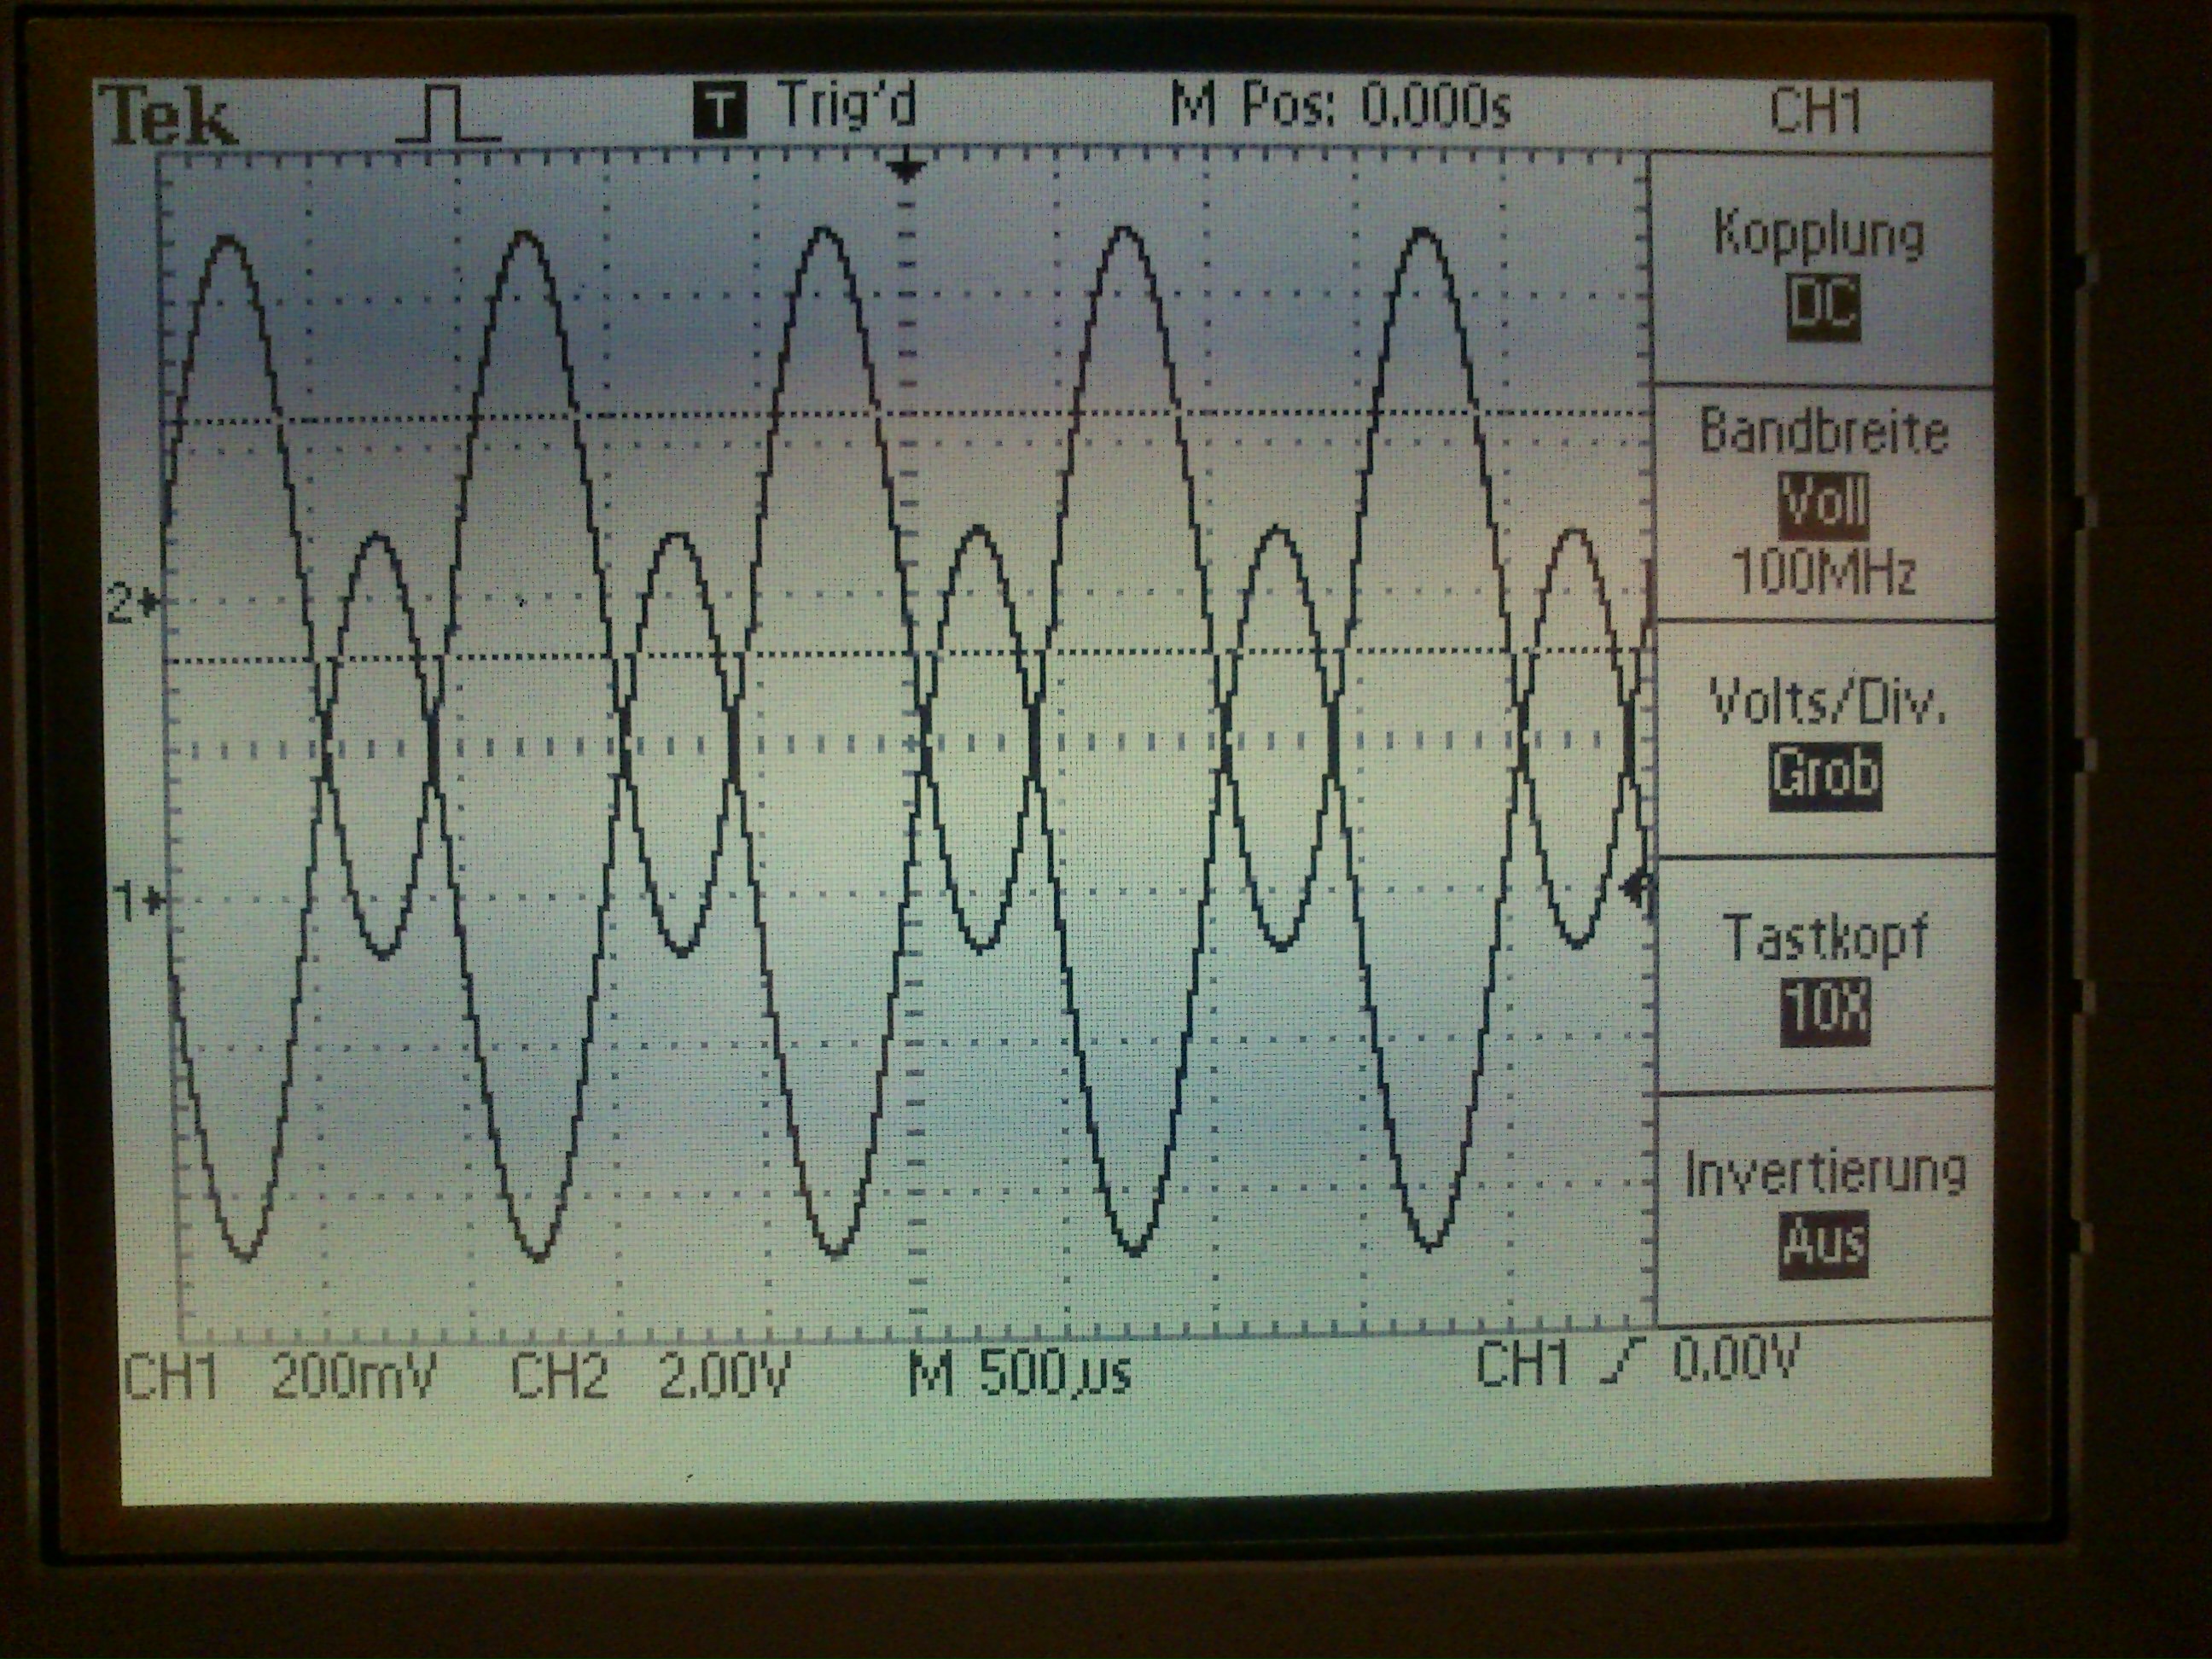 Tek T Trig'd M Pos: 0.000s CH1
Kopplung
DC
Bandbreite
Voll
100MHz
2
Volts/Div.
Grob
1
Tastkopf
10X
Invertierung
Aus
CH1 200mV CH2 2.00V M 500µs CH1 0.00V